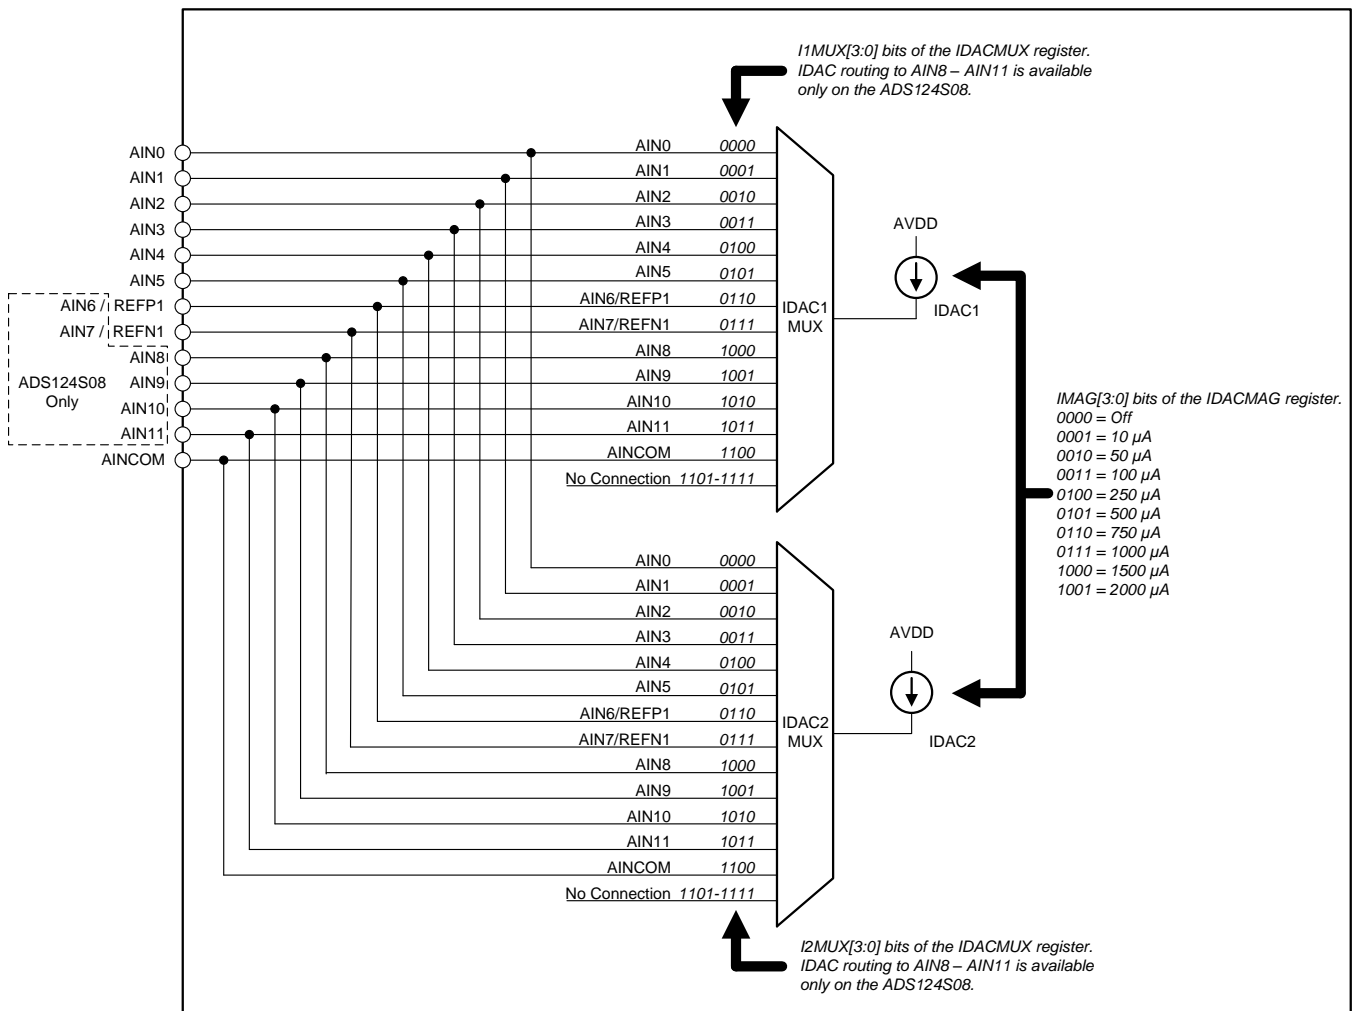 I1MUX[3:0] bits of the IDACMUX register.
IDAC routing to AIN8 – AIN11 is available
only on the ADS124S08.
AIN0
AIN1
AIN2
AIN3
AIN4
AIN5
AIN6 / REFP1
AIN7 / REFN1
AIN8
AIN9
AIN10
AIN11
AINCOM
ADS124S08
Only
AIN0 0000
AIN1 0001
AIN2 0010
AIN3 0011
AIN4 0100
AIN5 0101
AIN6/REFP1 0110
AIN7/REFN1 0111
AIN8 1000
AIN9 1001
AIN10 1010
AIN11 1011
AINCOM 1100
No Connection 1101-1111
IDAC1
MUX
AVDD
IDAC1
IMAG[3:0] bits of the IDACMAG register.
0000 = Off
0001 = 10 μA
0010 = 50 μA
0011 = 100 μA
0100 = 250 μA
0101 = 500 μA
0110 = 750 μA
0111 = 1000 μA
1000 = 1500 μA
1001 = 2000 μA
AIN0 0000
AIN1 0001
AIN2 0010
AIN3 0011
AIN4 0100
AIN5 0101
AIN6/REFP1 0110
AIN7/REFN1 0111
AIN8 1000
AIN9 1001
AIN10 1010
AIN11 1011
AINCOM 1100
No Connection 1101-1111
IDAC2
MUX
AVDD
IDAC2
I2MUX[3:0] bits of the IDACMUX register.
IDAC routing to AIN8 – AIN11 is available
only on the ADS124S08.